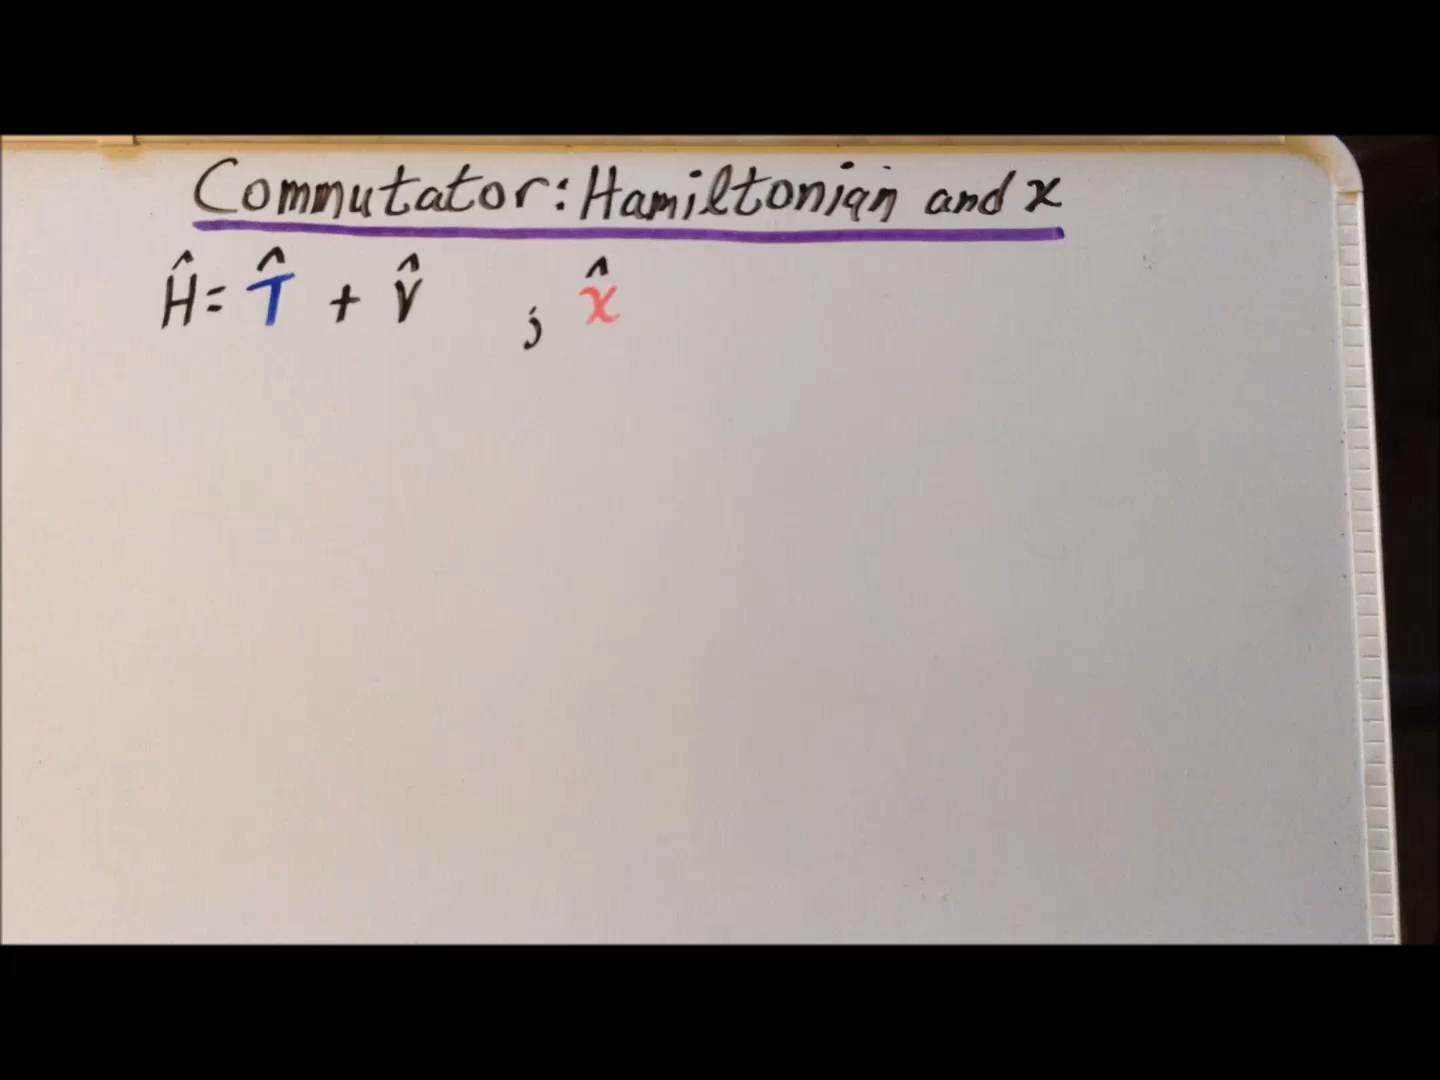 Commutator: Hamiltonian and x
Ĥ = T̂ + V̂ ; x̂